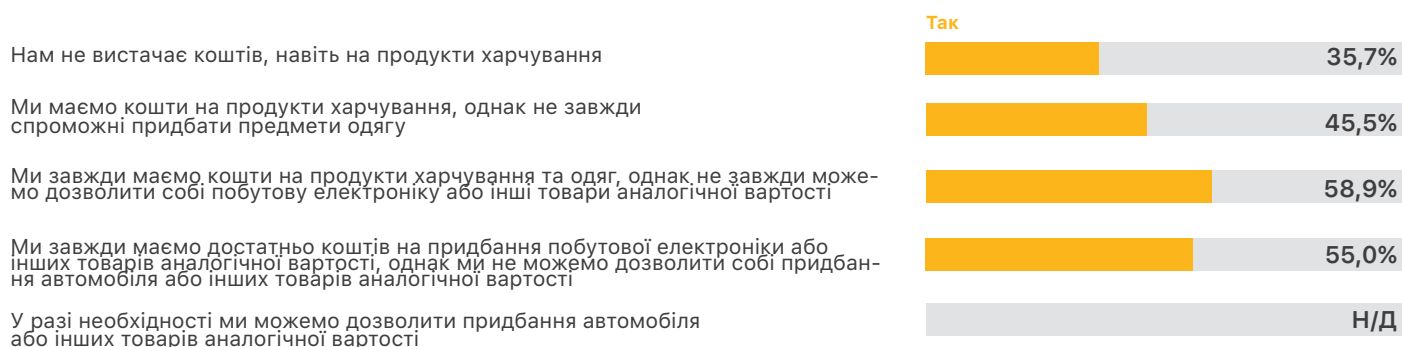 Так
Нам не вистачає коштів, навіть на продукти харчування
35,7%
Ми маємо кошти на продукти харчування, однак не завжди
спроможні придбати предмети одягу
45,5%
Ми завжди маємо кошти на продукти харчування та одяг, однак не завжди може-
мо дозволити собі побутову електроніку або інші товари аналогічної вартості
58,9%
Ми завжди маємо достатньо коштів на придбання побутової електроніки або
інших товарів аналогічної вартості, однак ми не можемо дозволити собі придбан-
ня автомобіля або інших товарів аналогічної вартості
55,0%
У разі необхідності ми можемо дозволити придбання автомобіля
або інших товарів аналогічної вартості
Н/Д